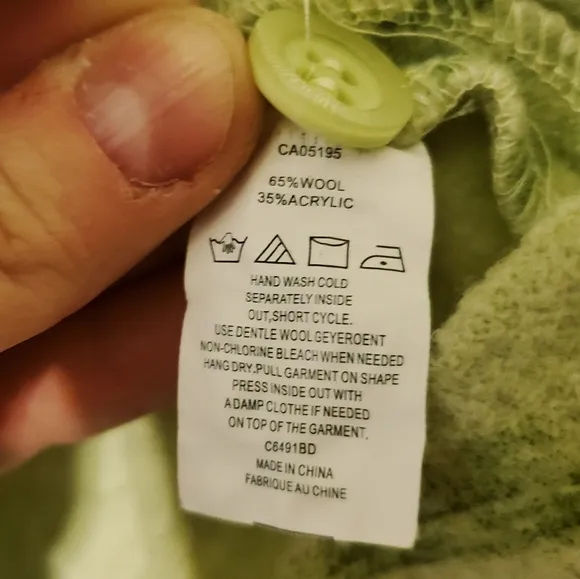 CA05195
65%WOOL
35%ACRYLIC
HAND WASH COLD
SEPARATELY INSIDE
OUT,SHORT CYCLE.
USE DENTLE WOOL GEYEROENT
NON-CHLORINE BLEACH WHEN NEEDED
HANG DRY.PULL GARMENT ON SHAPE
PRESS INSIDE OUT WITH
A DAMP CLOTHE IF NEEDED
ON TOP OF THE GARMENT.
C6491BD
MADE IN CHINA
FABRIQUE AU CHINE